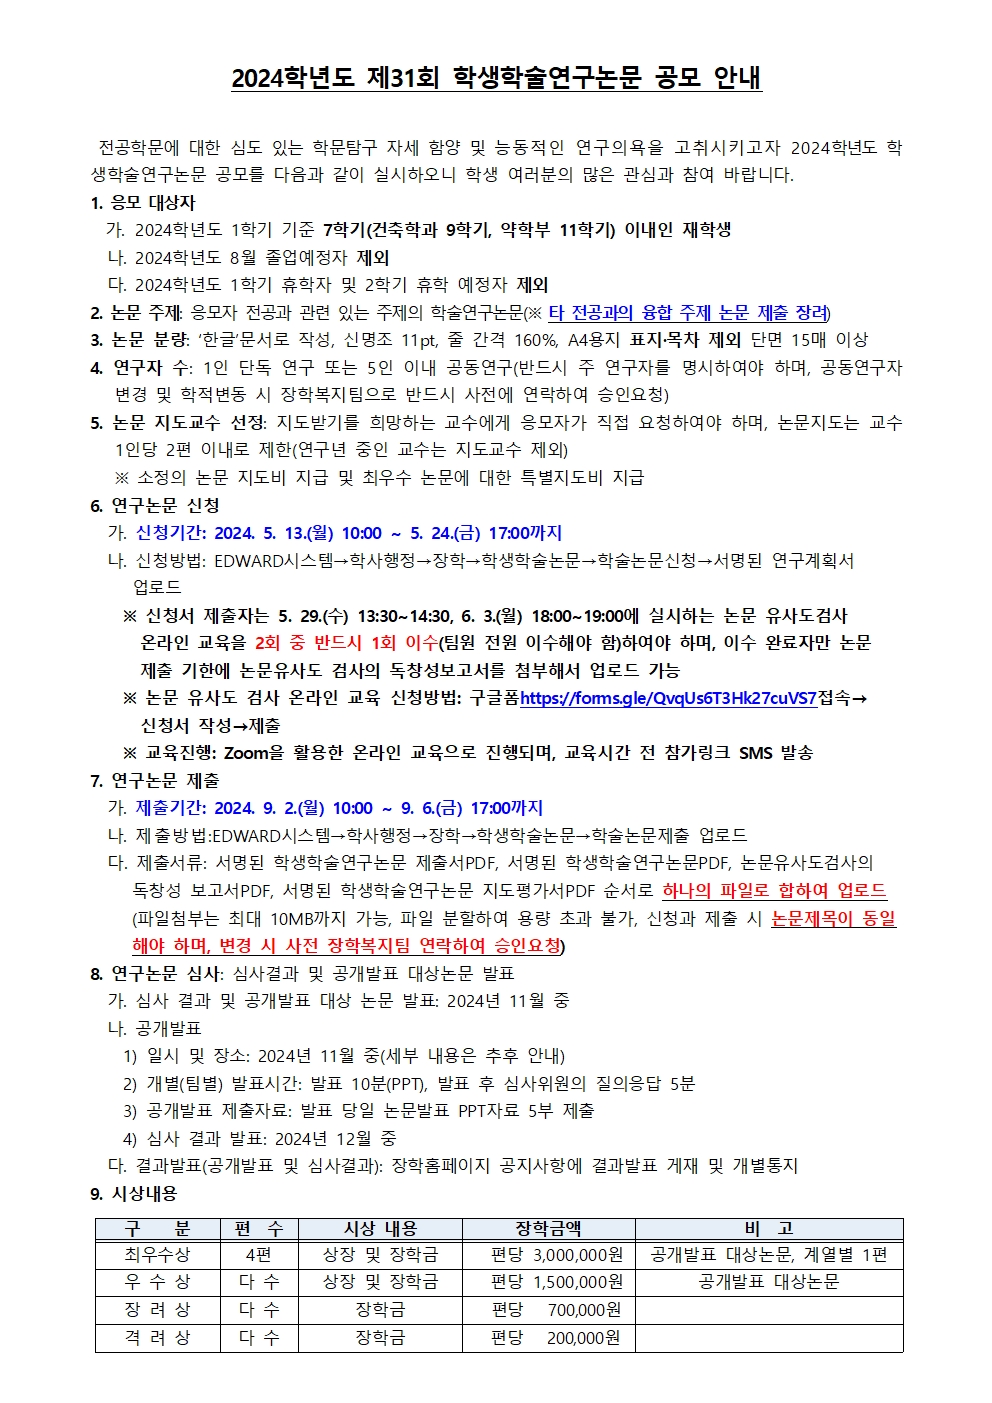 2024학년도 제31회 학생학술연구논문 공모 안내
전공학문에 대한 심도 있는 학문탐구 자세 함양 및 능동적인 연구의욕을 고취시키고자 2024학년도 학
생학술연구논문 공모를 다음과 같이 실시하오니 학생 여러분의 많은 관심과 참여 바랍니다.
1. 응모 대상자
가. 2024학년도 1학기 기준 7학기(건축학과 9학기, 약학부 11학기) 이내인 재학생
나. 2024학년도 8월 졸업예정자 제외
다. 2024학년도 1학기 휴학자 및 2학기 휴학 예정자 제외
2. 논문 주제: 응모자 전공과 관련 있는 주제의 학술연구논문(※ 타 전공과의 융합 주제 논문 제출 장려)
3. 논문 분량: ‘한글’문서로 작성, 신명조 11pt, 줄 간격 160%, A4용지 표지·목차 제외 단면 15매 이상
4. 연구자 수: 1인 단독 연구 또는 5인 이내 공동연구(반드시 주 연구자를 명시하여야 하며, 공동연구자
변경 및 학적변동 시 장학복지팀으로 반드시 사전에 연락하여 승인요청)
5. 논문 지도교수 선정: 지도받기를 희망하는 교수에게 응모자가 직접 요청하여야 하며, 논문지도는 교수
1인당 2편 이내로 제한(연구년 중인 교수는 지도교수 제외)
※ 소정의 논문 지도비 지급 및 최우수 논문에 대한 특별지도비 지급
6. 연구논문 신청
가. 신청기간: 2024. 5. 13.(월) 10:00 ~ 5. 24.(금) 17:00까지
나. 신청방법: EDWARD시스템→학사행정→장학→학생학술논문→학술논문신청→서명된 연구계획서
업로드
※ 신청서 제출자는 5. 29.(수) 13:30~14:30, 6. 3.(월) 18:00~19:00에 실시하는 논문 유사도검사
온라인 교육을 2회 중 반드시 1회 이수(팀원 전원 이수해야 함)하여야 하며, 이수 완료자만 논문
제출 기한에 논문유사도 검사의 독창성보고서를 첨부해서 업로드 가능
※ 논문 유사도 검사 온라인 교육 신청방법: 구글폼https://forms.gle/QvqUs6T3Hk27cuVS7접속→
신청서 작성→제출
※ 교육진행: Zoom을 활용한 온라인 교육으로 진행되며, 교육시간 전 참가링크 SMS 발송
7. 연구논문 제출
가. 제출기간: 2024. 9. 2.(월) 10:00 ~ 9. 6.(금) 17:00까지
나. 제출방법:EDWARD시스템→학사행정→장학→학생학술논문→학술논문제출 업로드
다. 제출서류: 서명된 학생학술연구논문 제출서PDF, 서명된 학생학술연구논문PDF, 논문유사도검사의
독창성 보고서PDF, 서명된 학생학술연구논문 지도평가서PDF 순서로 하나의 파일로 합하여 업로드
(파일첨부는 최대 10MB까지 가능, 파일 분할하여 용량 초과 불가, 신청과 제출 시 논문제목이 동일
해야 하며, 변경 시 사전 장학복지팀 연락하여 승인요청)
8. 연구논문 심사: 심사결과 및 공개발표 대상논문 발표
가. 심사 결과 및 공개발표 대상 논문 발표: 2024년 11월 중
나. 공개발표
1) 일시 및 장소: 2024년 11월 중(세부 내용은 추후 안내)
2) 개별(팀별) 발표시간: 발표 10분(PPT), 발표 후 심사위원의 질의응답 5분
3) 공개발표 제출자료: 발표 당일 논문발표 PPT자료 5부 제출
4) 심사 결과 발표: 2024년 12월 중
다. 결과발표(공개발표 및 심사결과): 장학홈페이지 공지사항에 결과발표 게재 및 개별통지
9. 시상내용
구 분 편 수 시상 내용 장학금액 비 고
최우수상 4편 상장 및 장학금 편당 3,000,000원 공개발표 대상논문, 계열별 1편
우 수 상 다 수 상장 및 장학금 편당 1,500,000원 공개발표 대상논문
장 려 상 다 수 장학금 편당 700,000원
격 려 상 다 수 장학금 편당 200,000원